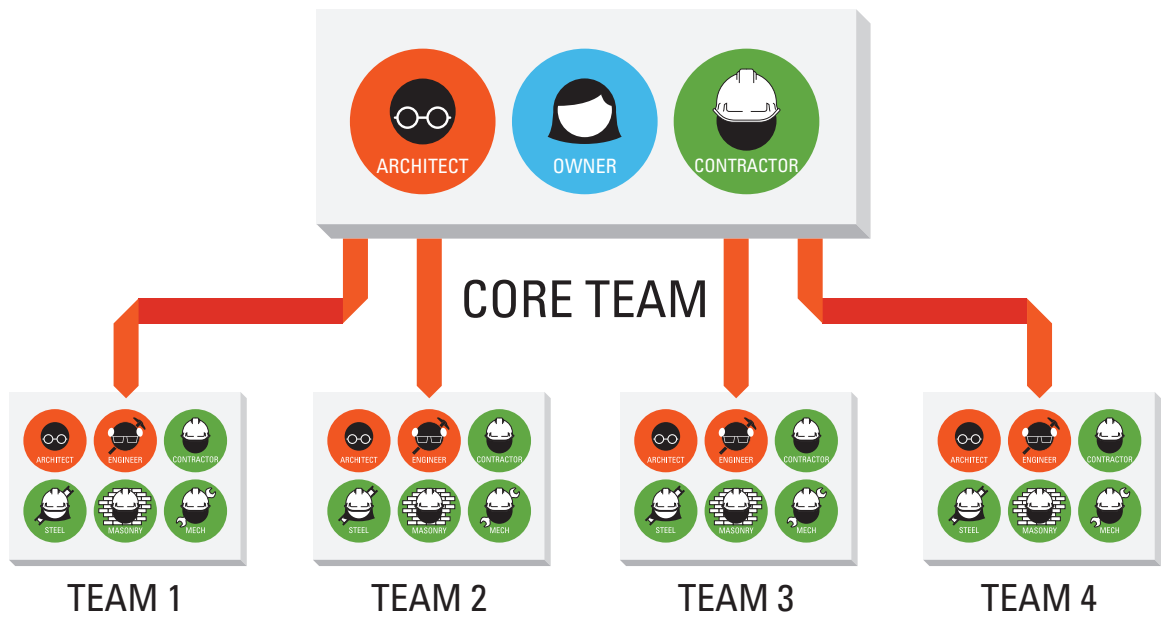 ARCHITECT OWNER CONTRACTOR
CORE TEAM
ARCHITECT ENGINEER CONTRACTOR
STEEL MASONRY MECH
TEAM 1
ARCHITECT ENGINEER CONTRACTOR
STEEL MASONRY MECH
TEAM 2
ARCHITECT ENGINEER CONTRACTOR
STEEL MASONRY MECH
TEAM 3
ARCHITECT ENGINEER CONTRACTOR
STEEL MASONRY MECH
TEAM 4